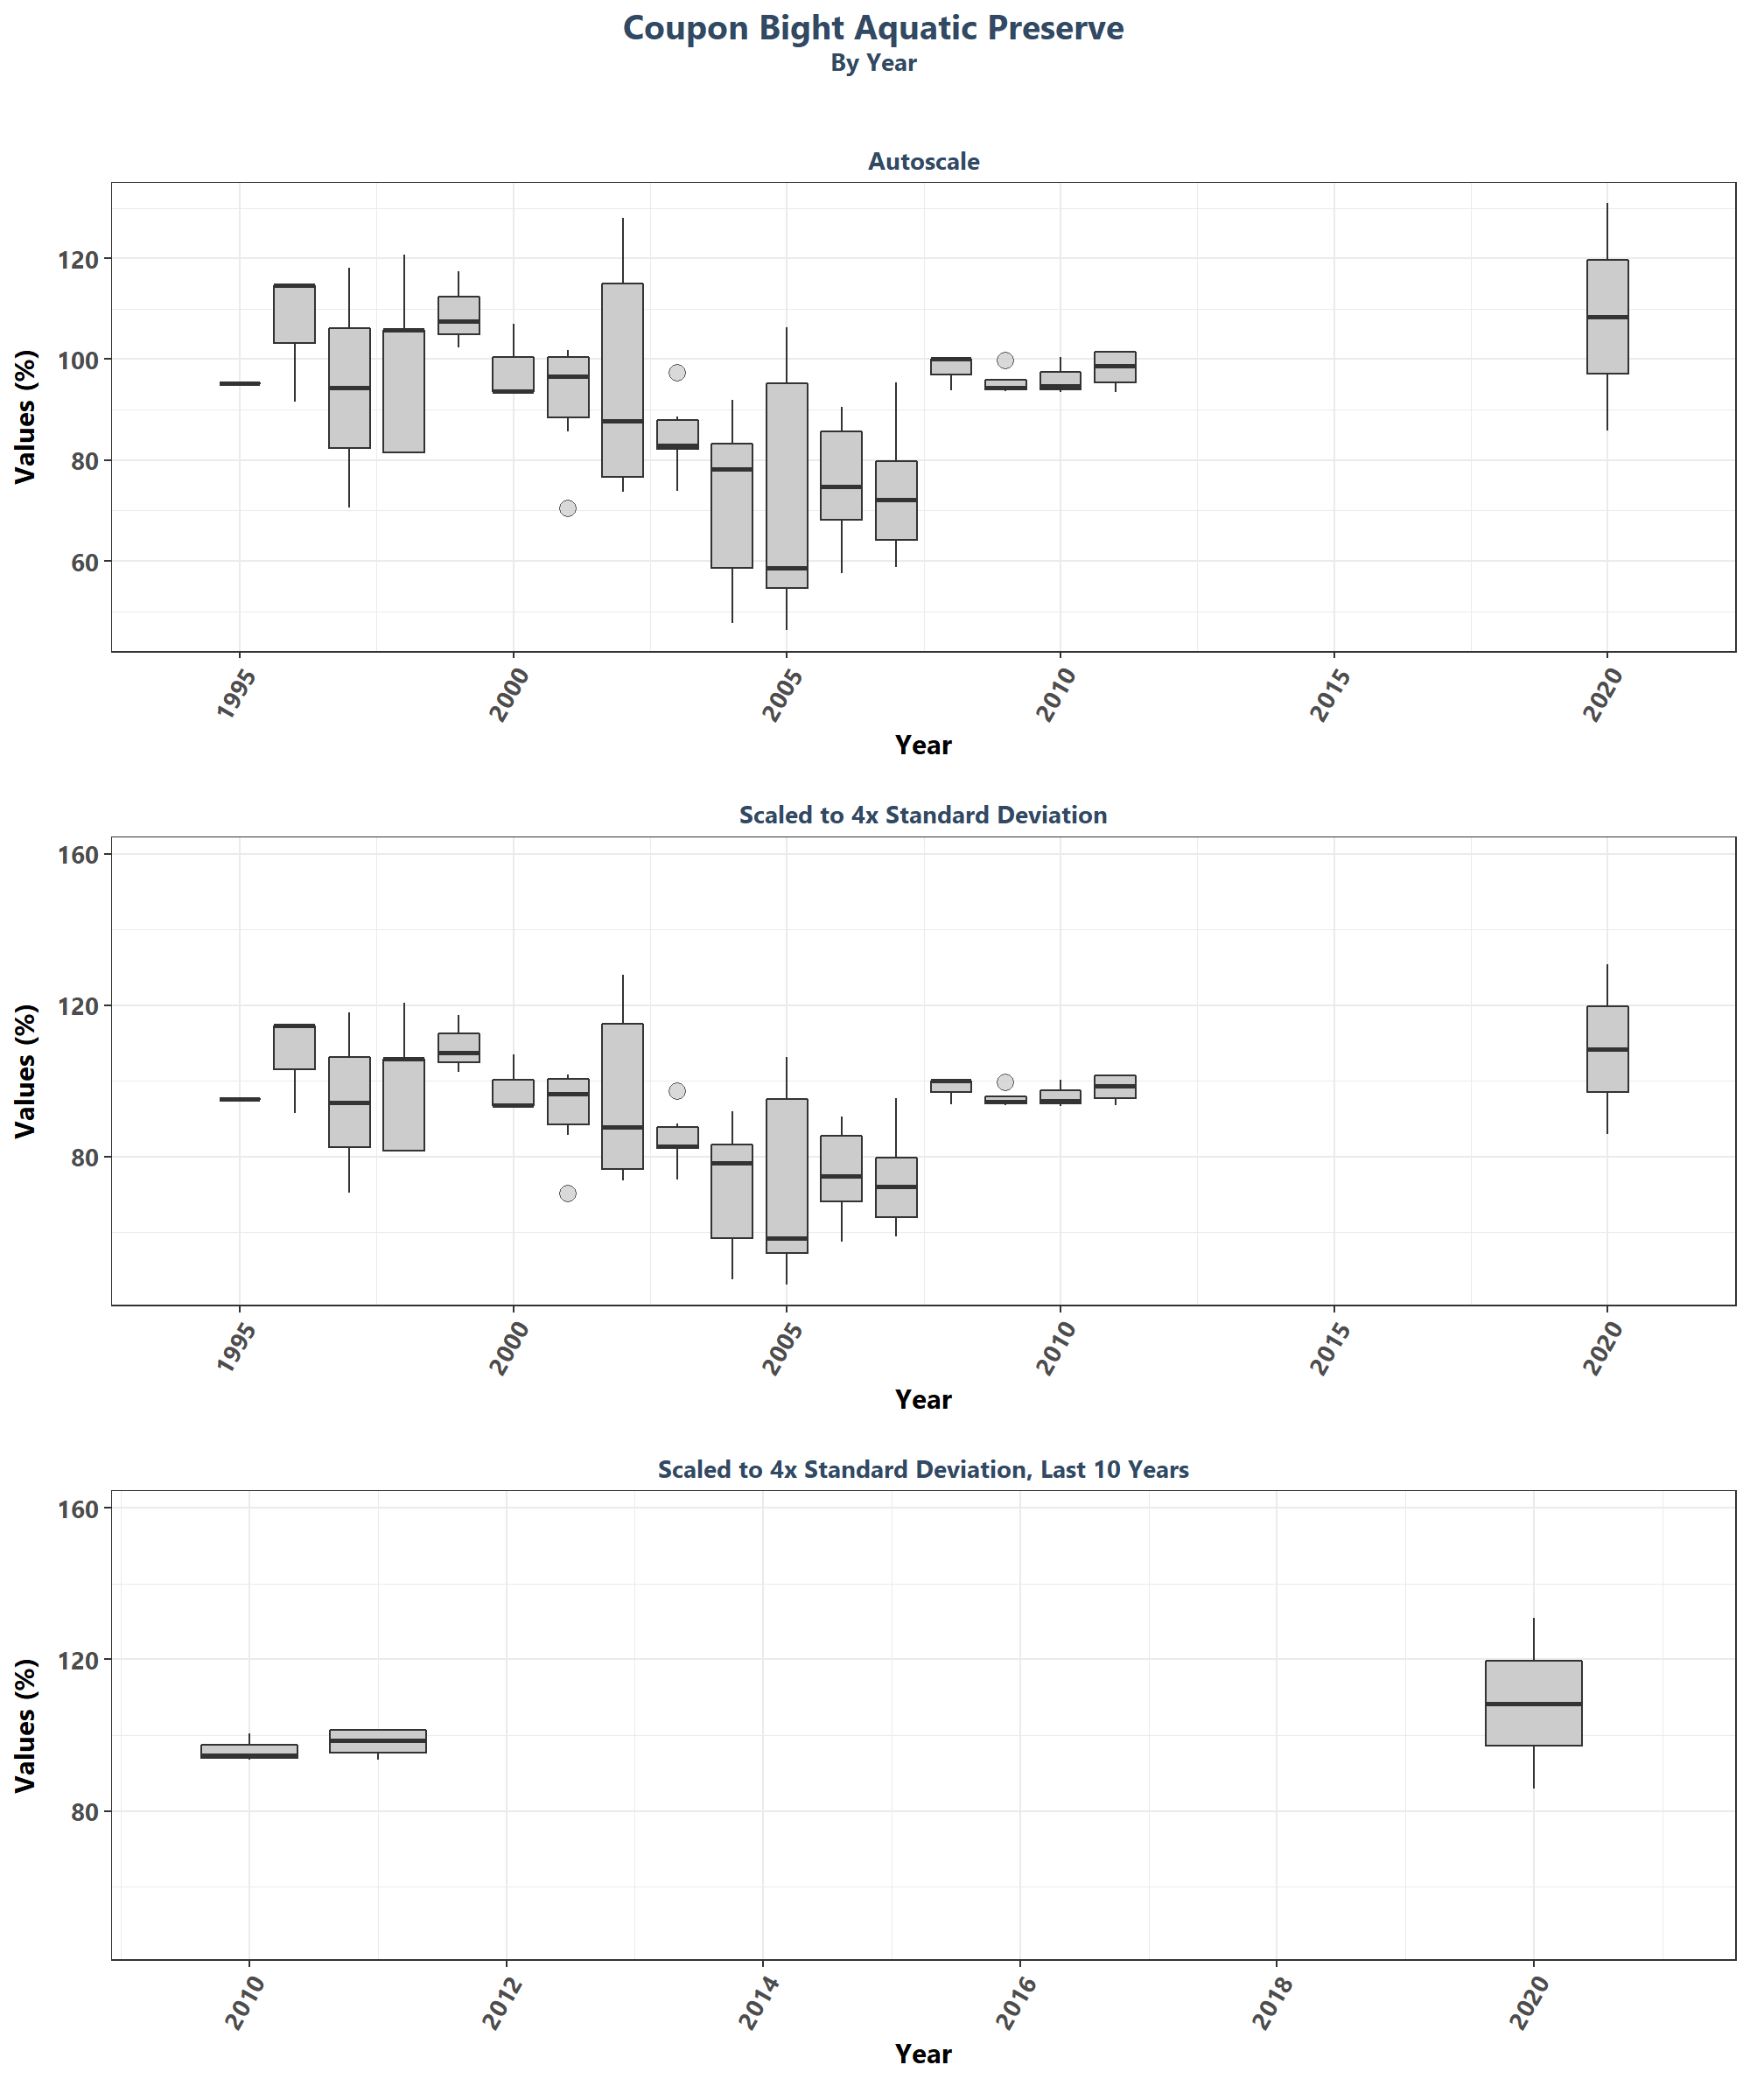 Coupon Bight Aquatic Preserve
By Year
Autoscale
Values (%)
120
100
80
60
1995
2000
2005
2010
2015
2020
Year
Scaled to 4x Standard Deviation
Values (%)
160
120
80
1995
2000
2005
2010
2015
2020
Year
Scaled to 4x Standard Deviation, Last 10 Years
Values (%)
160
120
80
2010
2012
2014
2016
2018
2020
Year